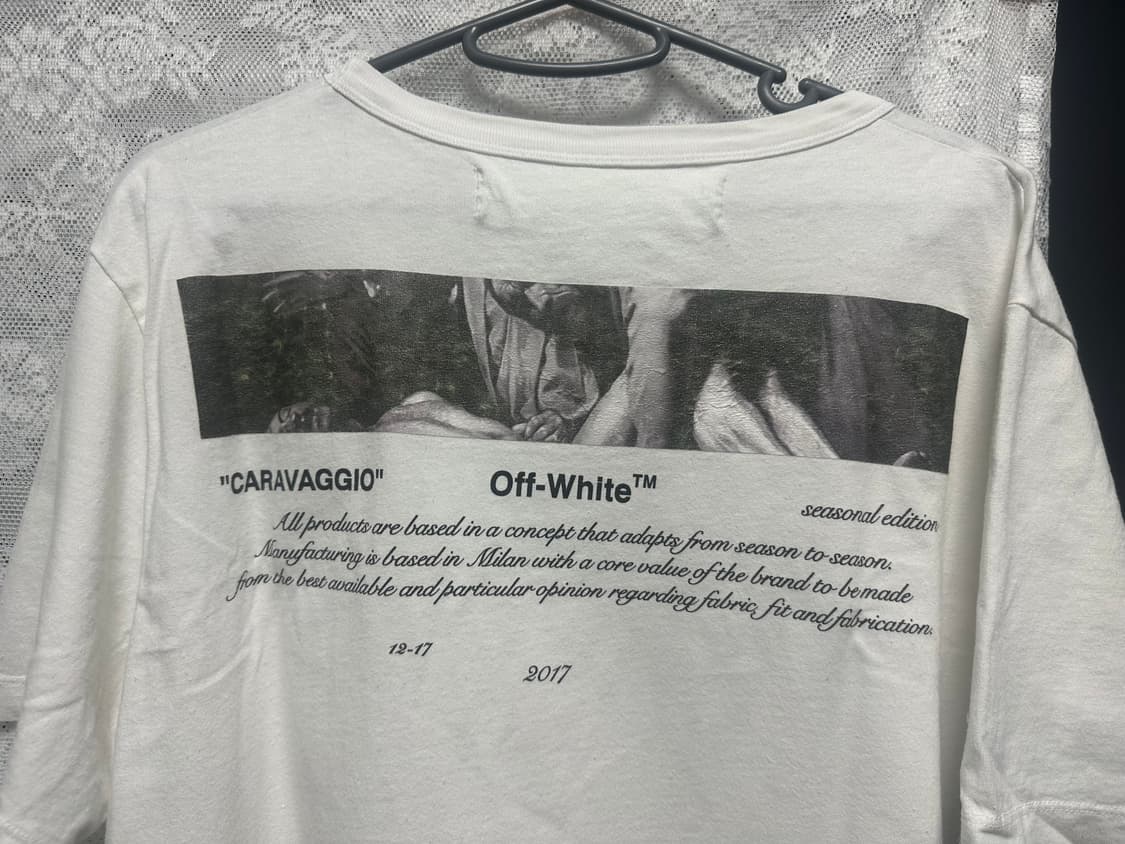 "CARAVAGGIO" Off-White™
seasonal edition
All products are based in a concept that adapts from season to season.
Manufacturing is based in Milan with a core value of the brand to be made
from the best available and particular opinion regarding fabric, fit and fabrication.
12-17
2017